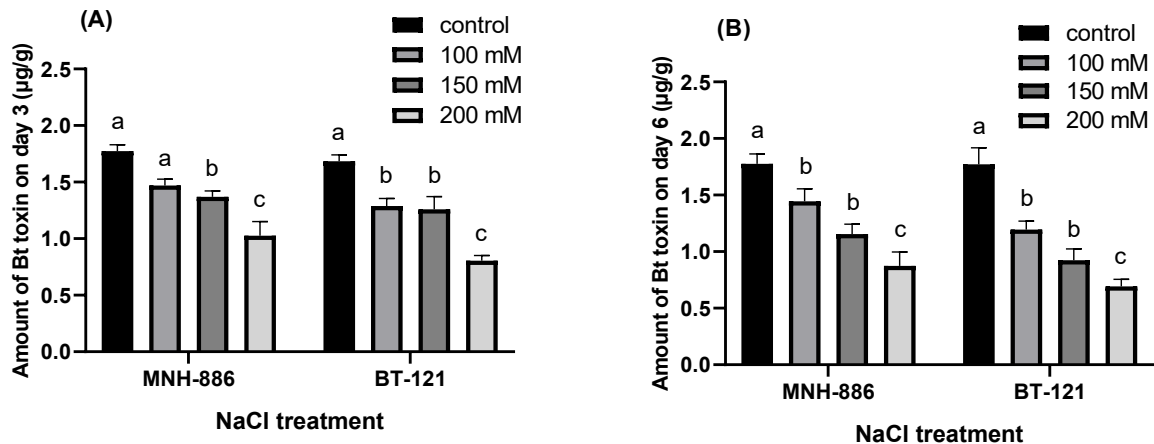 (A)
control
100 mM
150 mM
200 mM
Amount of Bt toxin on day 3 (µg/g)
2.5
2.0
1.5
1.0
0.5
0.0
a
a
b
c
a
b
b
c
MNH-886
BT-121
NaCl treatment
(B)
control
100 mM
150 mM
200 mM
Amount of Bt toxin on day 6 (µg/g)
2.5
2.0
1.5
1.0
0.5
0.0
a
b
b
c
a
b
b
c
MNH-886
BT-121
NaCl treatment